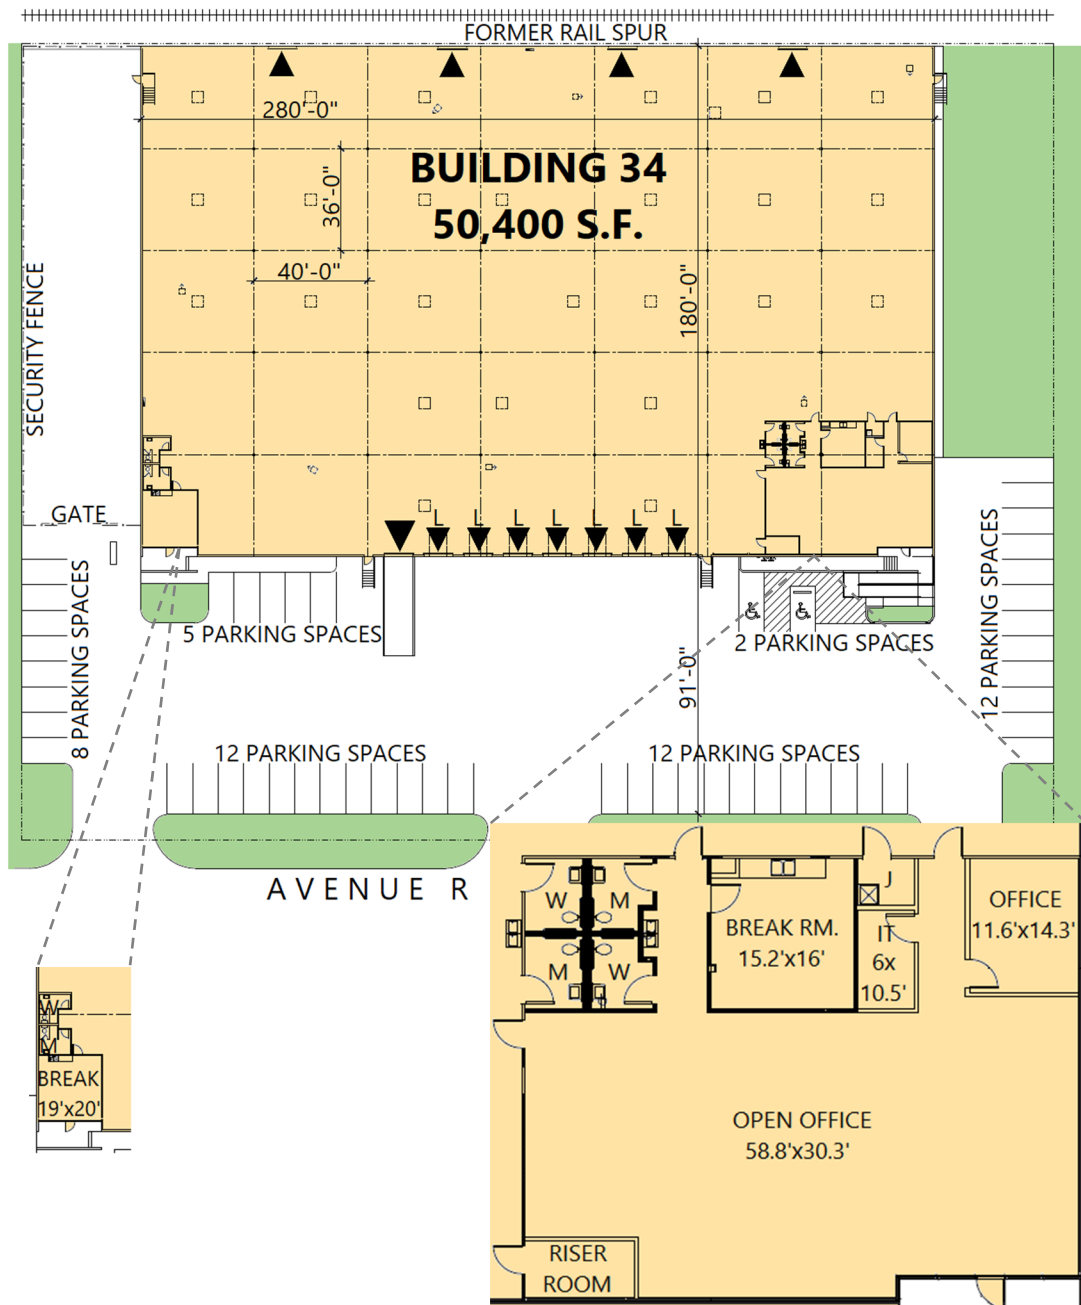 FORMER RAIL SPUR
280'-0"
BUILDING 34
50,400 S.F.
36'-0"
40'-0"
180'-0"
SECURITY FENCE
GATE
L L L L L L L
8 PARKING SPACES
5 PARKING SPACES
2 PARKING SPACES
12 PARKING SPACES
91'-0"
12 PARKING SPACES
12 PARKING SPACES
AVENUE R
W
M
BREAK
19'x20'
W M
M W
BREAK RM.
15.2'x16'
J
IT
6x
10.5'
OFFICE
11.6'x14.3'
OPEN OFFICE
58.8'x30.3'
RISER
ROOM